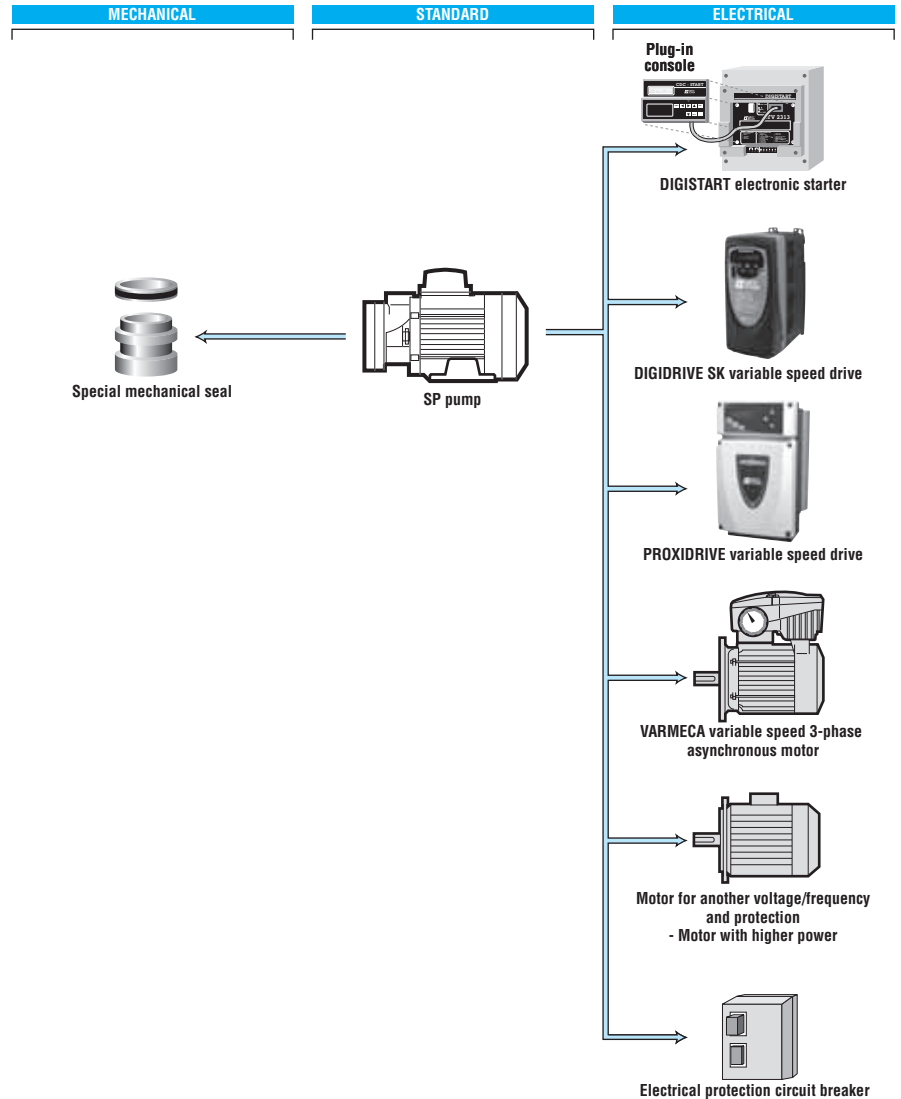 MECHANICAL
STANDARD
ELECTRICAL
Plug-in
console
DIGISTART
DIGISTART electronic starter
DIGIDRIVE SK variable speed drive
Special mechanical seal
SP pump
PROXIDRIVE variable speed drive
VARMECA variable speed 3-phase
asynchronous motor
Motor for another voltage/frequency
and protection
- Motor with higher power
Electrical protection circuit breaker